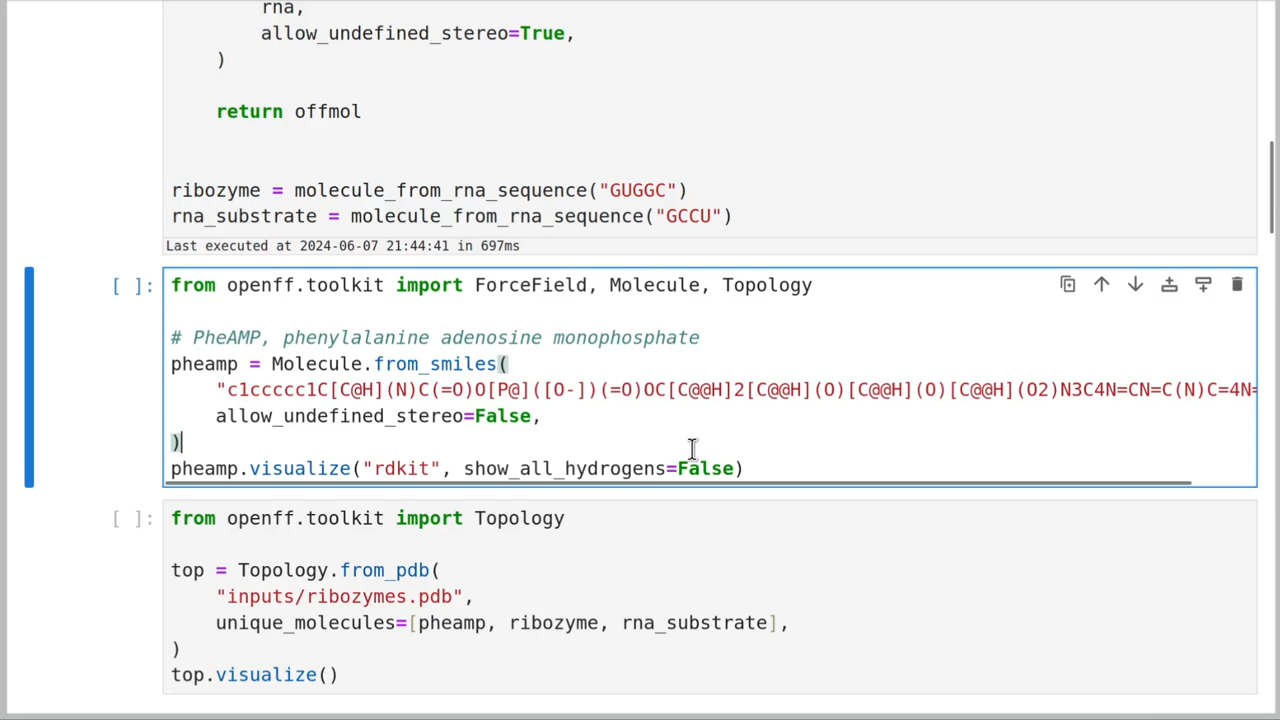 rna,
allow_undefined_stereo=True,
)
return offmol
ribozyme = molecule_from_rna_sequence("GUGGC")
rna_substrate = molecule_from_rna_sequence("GCCU")
Last executed at 2024-06-07 21:44:41 in 697ms
[ ]: from openff.toolkit import ForceField, Molecule, Topology
# PheAMP, phenylalanine adenosine monophosphate
pheamp = Molecule.from_smiles(
"c1ccccc1C[C@H](N)C(=O)O[P@]([O-])(=O)OC[C@@H]2[C@@H](O)[C@@H](O)[C@@H](O2)N3C4N=CN=C(N)C=4N=
allow_undefined_stereo=False,
)
pheamp.visualize("rdkit", show_all_hydrogens=False)
[ ]: from openff.toolkit import Topology
top = Topology.from_pdb(
"inputs/ribozymes.pdb",
unique_molecules=[pheamp, ribozyme, rna_substrate],
)
top.visualize()